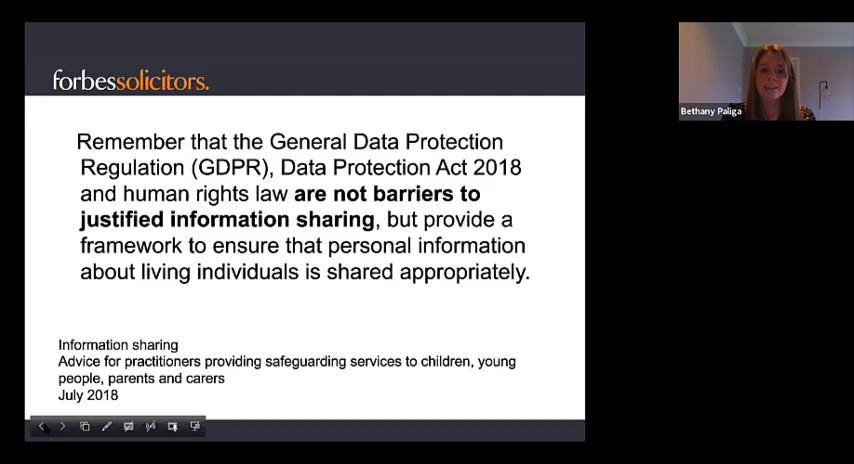 forbessolicitors.
Remember that the General Data Protection
Regulation (GDPR), Data Protection Act 2018
and human rights law are not barriers to
justified information sharing, but provide a
framework to ensure that personal information
about living individuals is shared appropriately.
Information sharing
Advice for practitioners providing safeguarding services to children, young
people, parents and carers
July 2018
Bethany Paliga